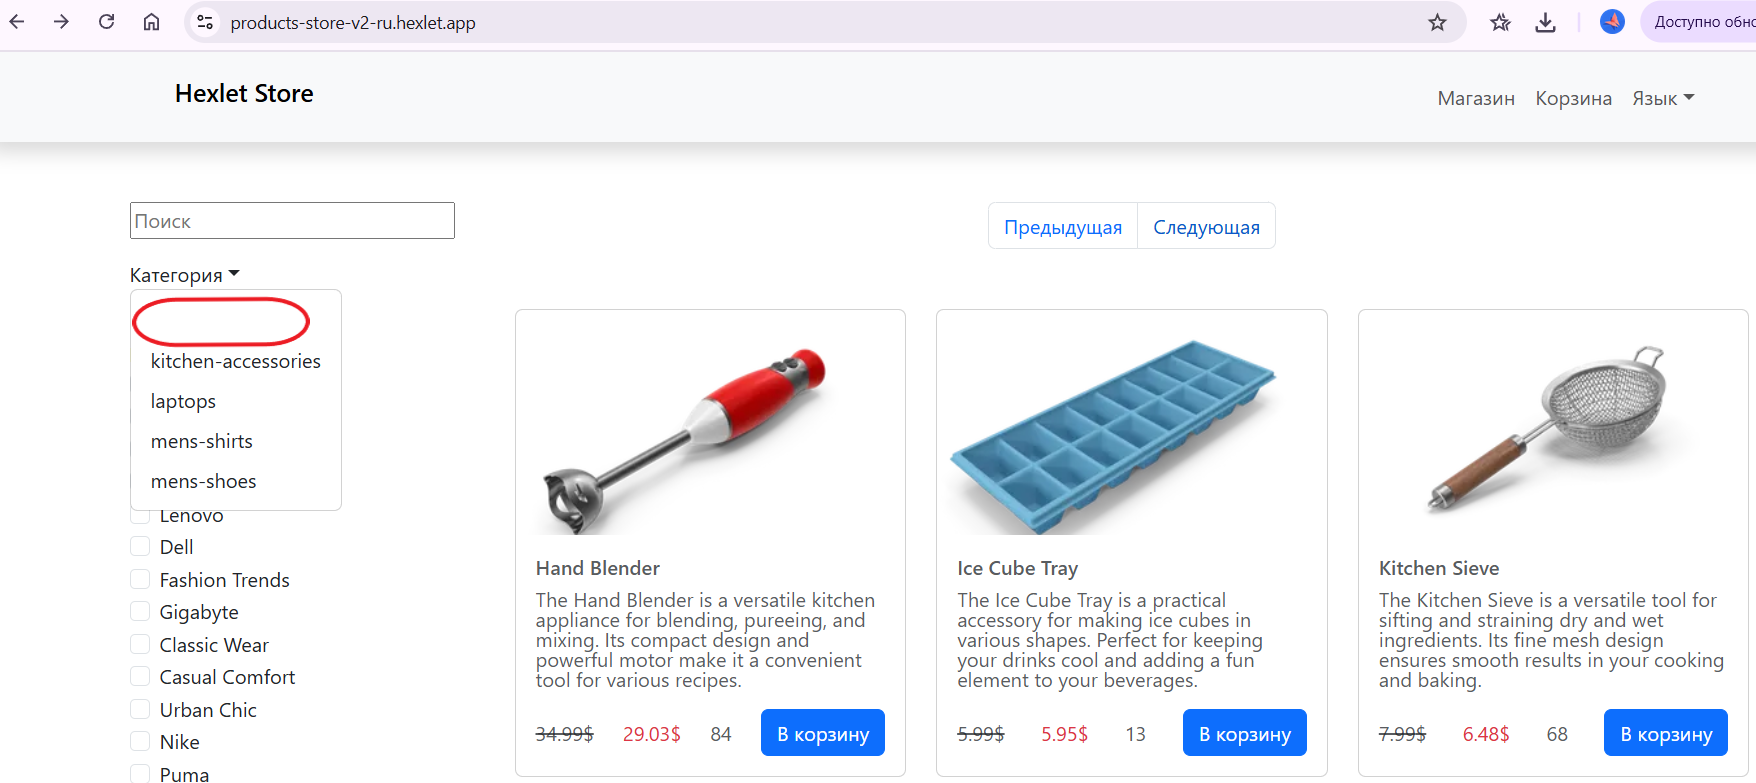 products-store-v2-ru.hexlet.app
Hexlet Store
Магазин Корзина Язык
Поиск
Предыдущая Следующая
Категория
kitchen-accessories
laptops
mens-shirts
mens-shoes
Lenovo
Dell
Fashion Trends
Gigabyte
Classic Wear
Casual Comfort
Urban Chic
Nike
Puma
Hand Blender
The Hand Blender is a versatile kitchen
appliance for blending, pureeing, and
mixing. Its compact design and
powerful motor make it a convenient
tool for various recipes.
34.99$ 29.03$ 84 В корзину
Ice Cube Tray
The Ice Cube Tray is a practical
accessory for making ice cubes in
various shapes. Perfect for keeping
your drinks cool and adding a fun
element to your beverages.
5.99$ 5.95$ 13 В корзину
Kitchen Sieve
The Kitchen Sieve is a versatile tool for
sifting and straining dry and wet
ingredients. Its fine mesh design
ensures smooth results in your cooking
and baking.
7.99$ 6.48$ 68 В корзину